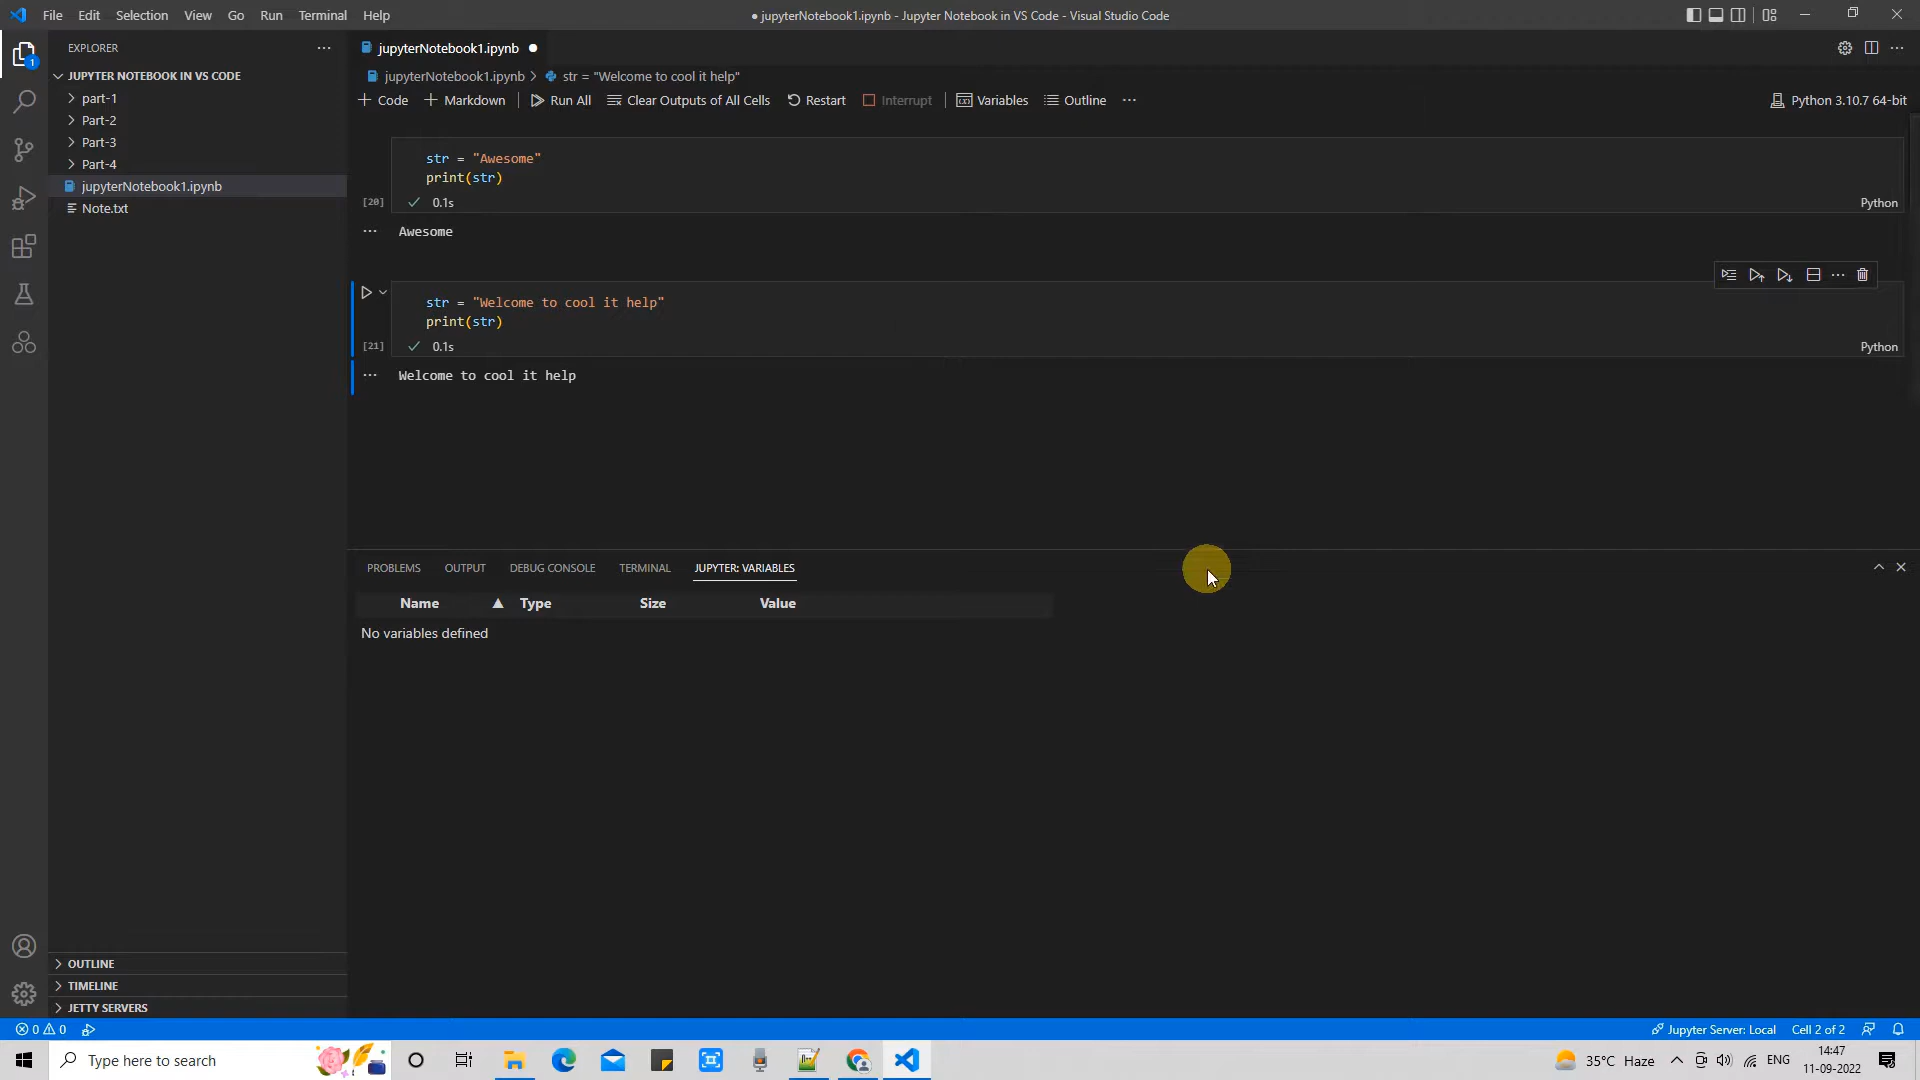 File Edit Selection View Go Run Terminal Help
● jupyterNotebook1.ipynb - Jupyter Notebook in VS Code - Visual Studio Code
EXPLORER
JUPYTER NOTEBOOK IN VS CODE
part-1
Part-2
Part-3
Part-4
jupyterNotebook1.ipynb
Note.txt
OUTLINE
TIMELINE
JETTY SERVERS
1
jupyterNotebook1.ipynb ●
jupyterNotebook1.ipynb > str = "Welcome to cool it help"
+ Code + Markdown Run All Clear Outputs of All Cells Restart Interrupt Variables Outline ... Python 3.10.7 64-bit
str = "Awesome"
print(str)
[20] ✓ 0.1s Python
Awesome
str = "Welcome to cool it help"
print(str)
[21] ✓ 0.1s Python
Welcome to cool it help
PROBLEMS OUTPUT DEBUG CONSOLE TERMINAL JUPYTER: VARIABLES
Name ▲ Type Size Value
No variables defined
0 0 Jupyter Server: Local Cell 2 of 2
Type here to search 35°C Haze ENG 14:47
11-09-2022